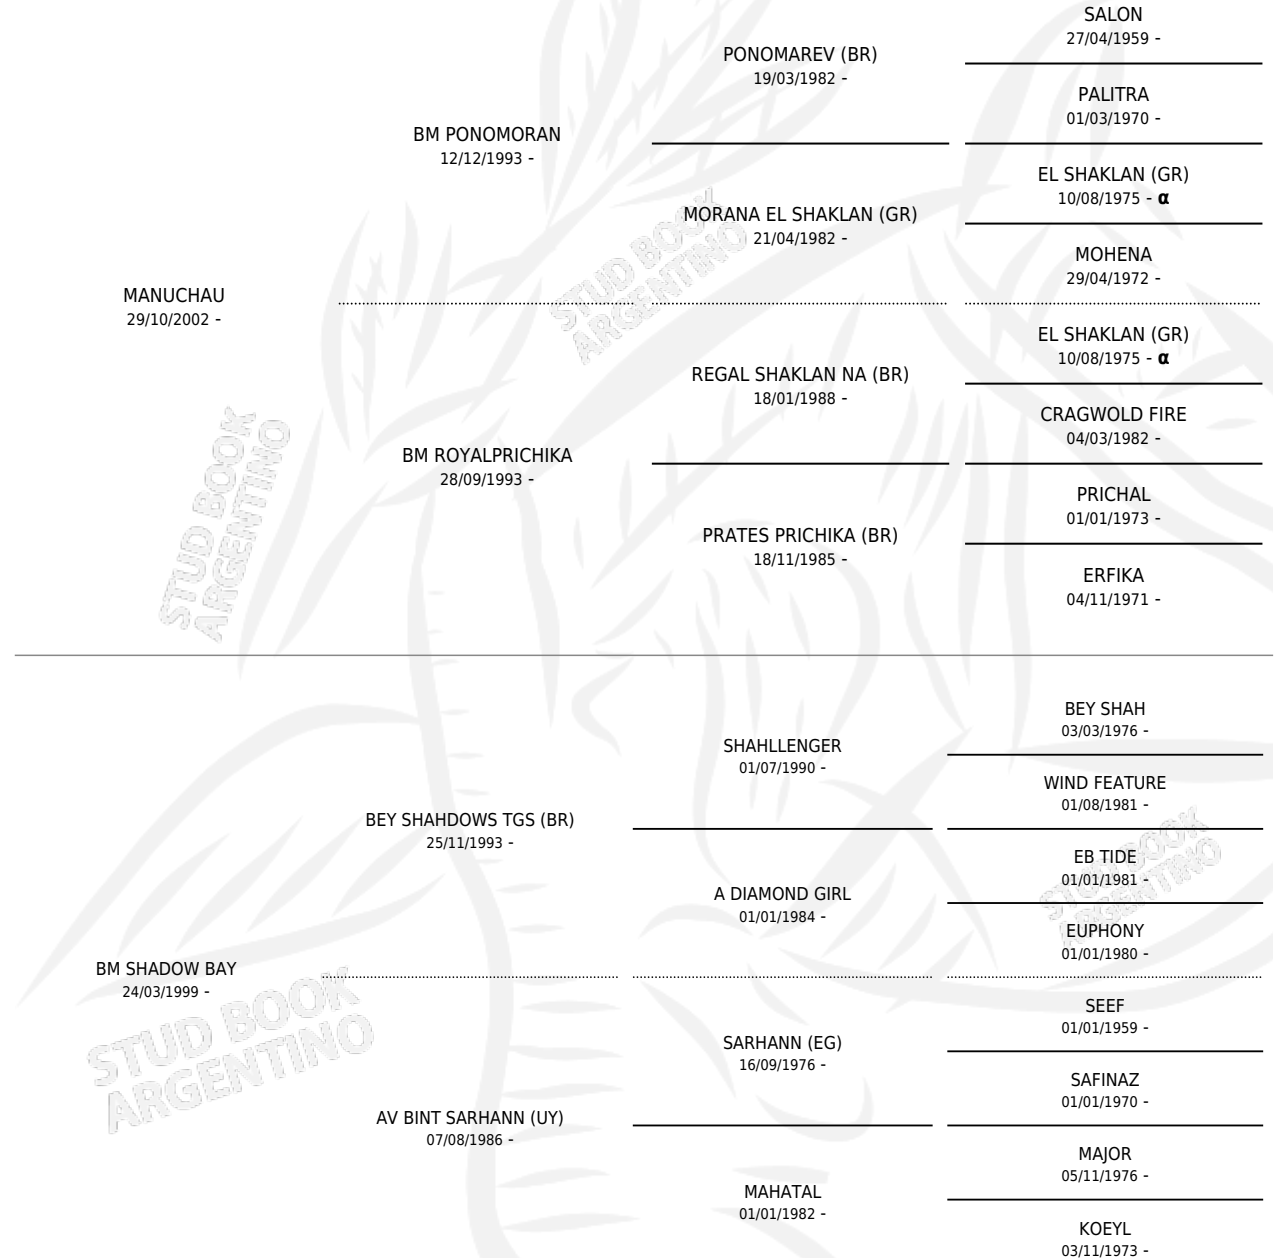 SALON
27/04/1959 -
PONOMAREV (BR)
19/03/1982 -
PALITRA
01/03/1970 -
BM PONOMORAN
12/12/1993 -
EL SHAKLAN (GR)
10/08/1975 - α
MORANA EL SHAKLAN (GR)
21/04/1982 -
MOHENA
29/04/1972 -
MANUCHAU
29/10/2002 -
EL SHAKLAN (GR)
10/08/1975 - α
REGAL SHAKLAN NA (BR)
18/01/1988 -
CRAGWOLD FIRE
04/03/1982 -
BM ROYALPRICHIKA
28/09/1993 -
PRICHAL
01/01/1973 -
PRATES PRICHIKA (BR)
18/11/1985 -
ERFIKA
04/11/1971 -
BEY SHAH
03/03/1976 -
SHAHLLENGER
01/07/1990 -
WIND FEATURE
01/08/1981 -
BEY SHAHDOWS TGS (BR)
25/11/1993 -
EB TIDE
01/01/1981 -
A DIAMOND GIRL
01/01/1984 -
EUPHONY
01/01/1980 -
BM SHADOW BAY
24/03/1999 -
SEEF
01/01/1959 -
SARHANN (EG)
16/09/1976 -
SAFINAZ
01/01/1970 -
AV BINT SARHANN (UY)
07/08/1986 -
MAJOR
05/11/1976 -
MAHATAL
01/01/1982 -
KOEYL
03/11/1973 -
STUD BOOK
ARGENTINO
STUD BOOK
ARGENTINO
STUD BOOK
ARGENTINO
STUD BOOK
ARGENTINO